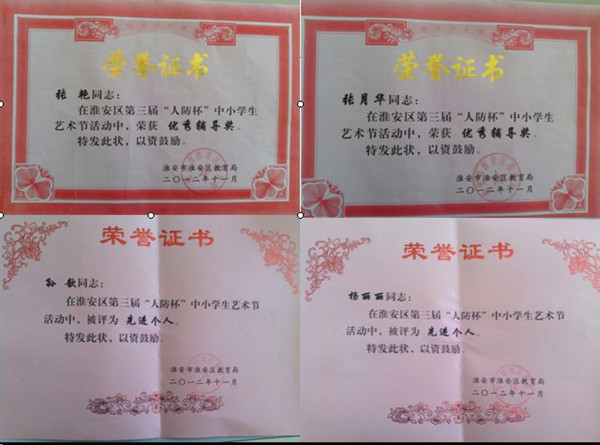 荣誉证书
张艳同志：
在淮安区第三届“人防杯”中小学生
艺术节活动中，荣获 优秀辅导奖。
特发此状，以资鼓励。
淮安市淮安区教育局
二〇一二年十一月
荣誉证书
张月华同志：
在淮安区第三届“人防杯”中小学生
艺术节活动中，荣获 优秀辅导奖。
特发此状，以资鼓励。
淮安市淮安区教育局
二〇一二年十一月
荣誉证书
孙歆同志：
在淮安区第三届“人防杯”中小学生艺术节
活动中，被评为 先进个人。
特发此状，以资鼓励。
淮安市淮安区教育局
二〇一二年十一月
荣誉证书
杨丽丽同志：
在淮安区第三届“人防杯”中小学生艺术节
活动中，被评为 先进个人。
特发此状，以资鼓励。
淮安市淮安区教育局
二〇一二年十一月